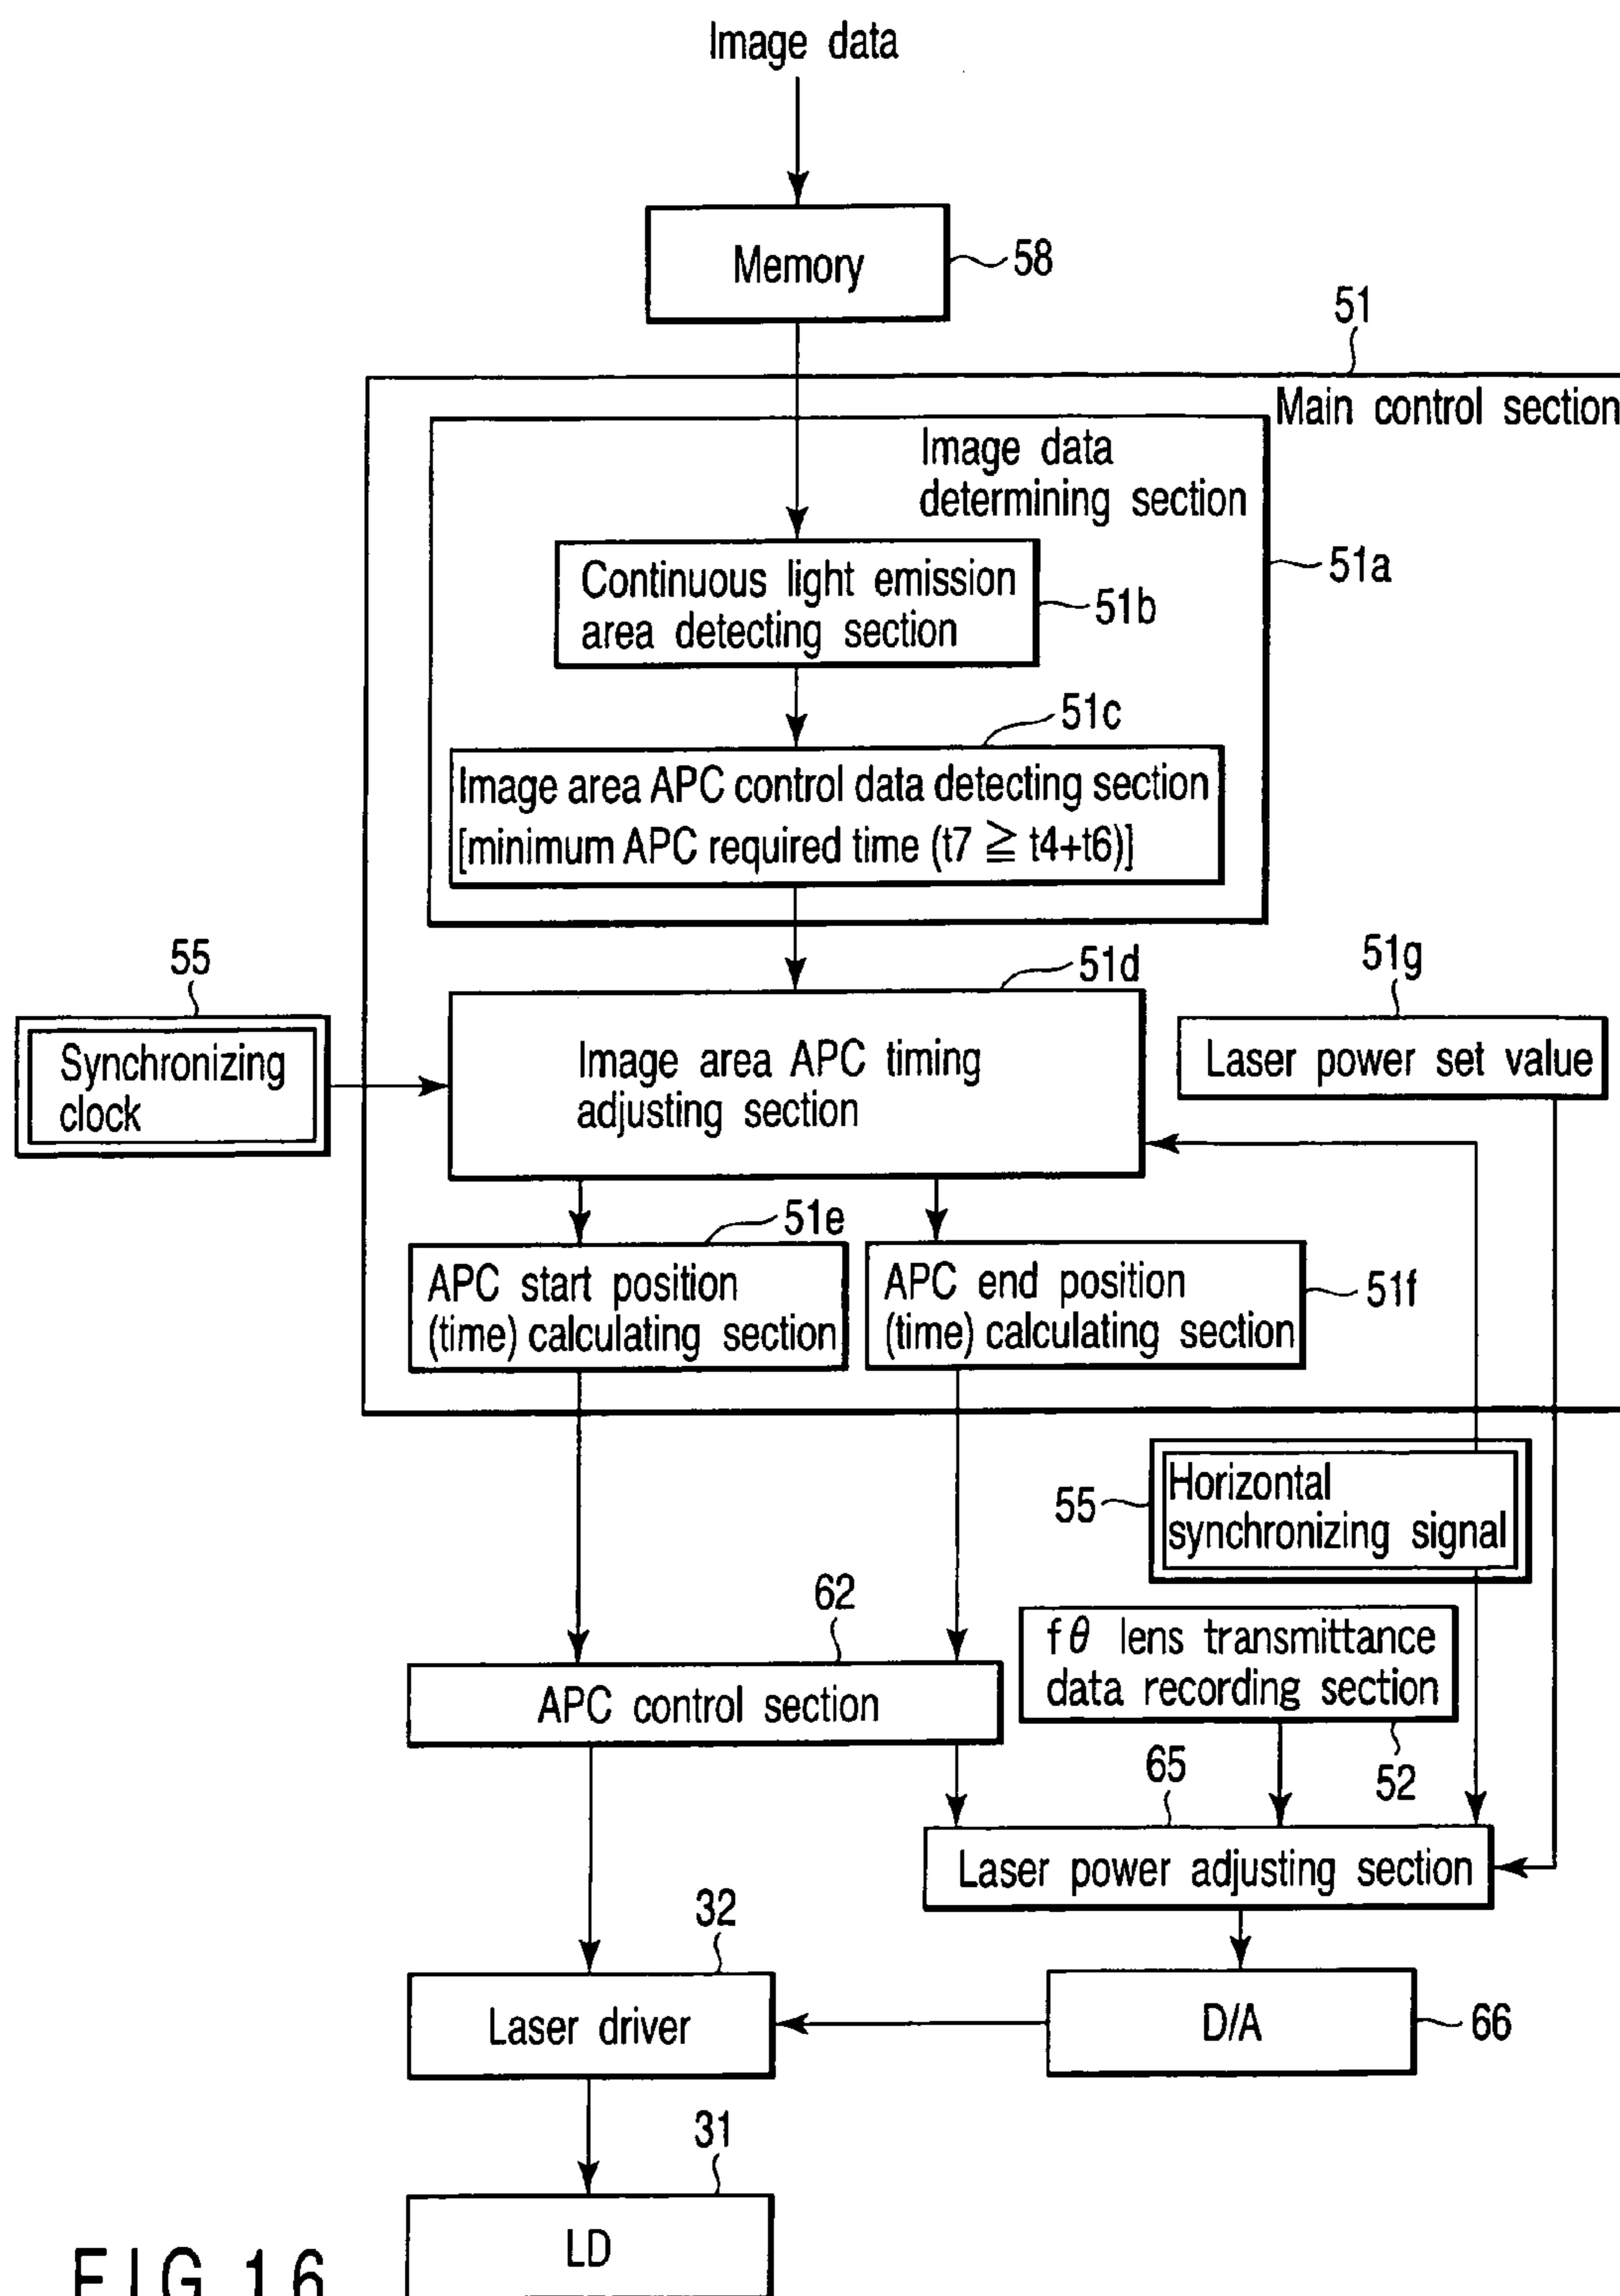 Image data
Memory
58
51
Main control section
Image data
determining section
51a
Continuous light emission
area detecting section
51b
51c
Image area APC control data detecting section
[minimum APC required time (t7 ≧ t4+t6)]
55
Synchronizing
clock
51d
Image area APC timing
adjusting section
51g
Laser power set value
51e
APC start position
(time) calculating section
APC end position
(time) calculating section
51f
55
Horizontal
synchronizing signal
62
APC control section
fθ lens transmittance
data recording section
52
65
Laser power adjusting section
32
Laser driver
D/A
66
31
LD
FIG. 16